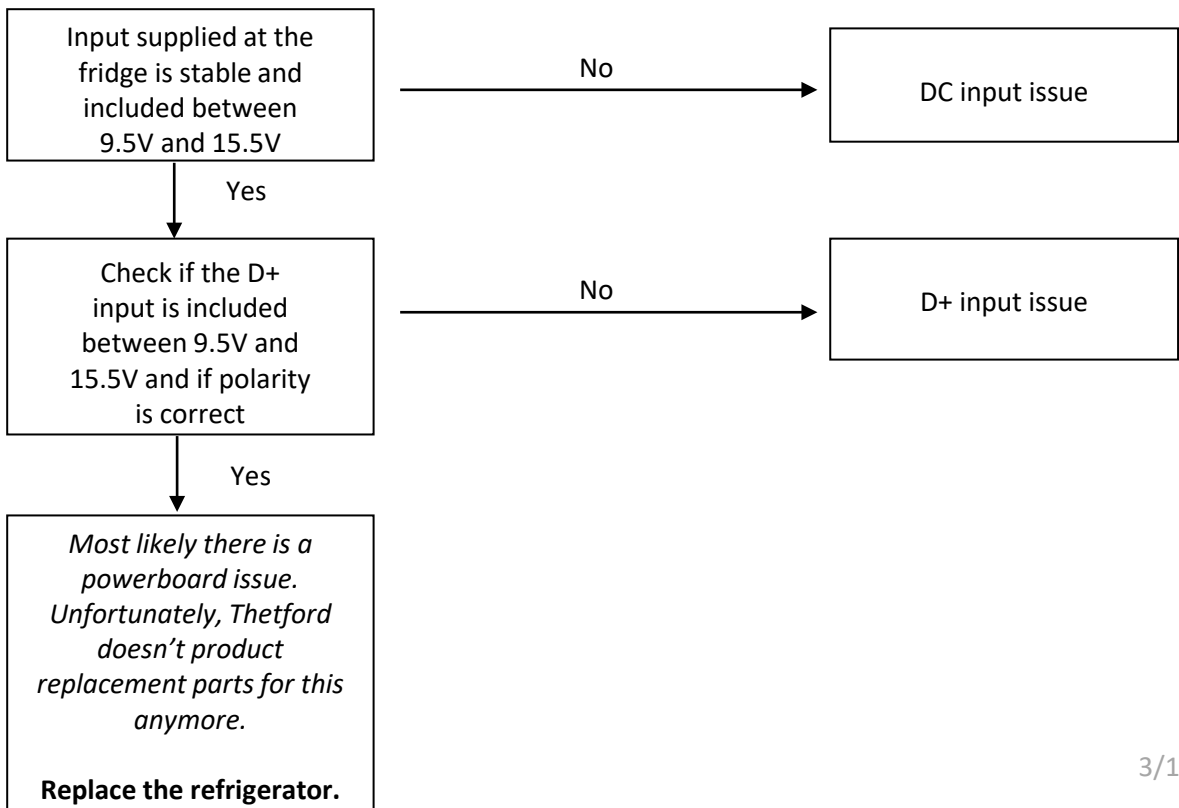 Input supplied at the
fridge is stable and
included between
9.5V and 15.5V
No
DC input issue
Yes
Check if the D+
input is included
between 9.5V and
15.5V and if polarity
is correct
No
D+ input issue
Yes
Most likely there is a
powerboard issue.
Unfortunately, Thetford
doesn’t product
replacement parts for this
anymore.
Replace the refrigerator.
3/1